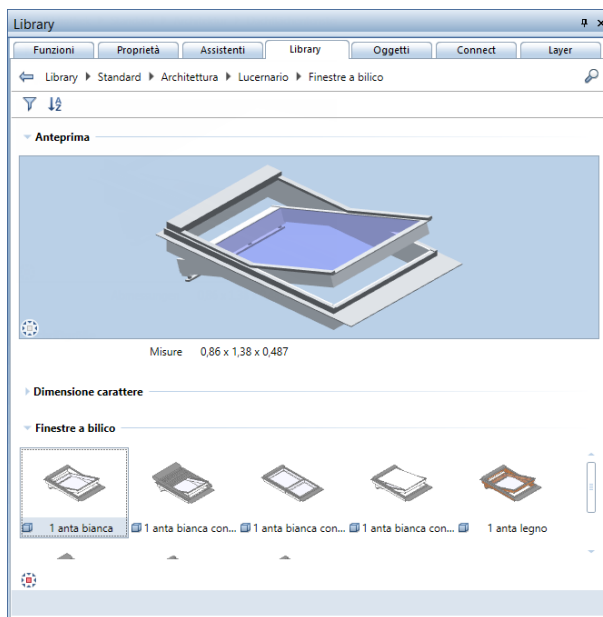 Library
Funzioni Proprietà Assistenti Library Oggetti Connect Layer
Library Standard Architettura Lucernario Finestre a bilico
Anteprima
Misure 0,86 x 1,38 x 0,487
Dimensione carattere
Finestre a bilico
1 anta bianca 1 anta bianca con... 1 anta bianca con... 1 anta bianca con... 1 anta legno